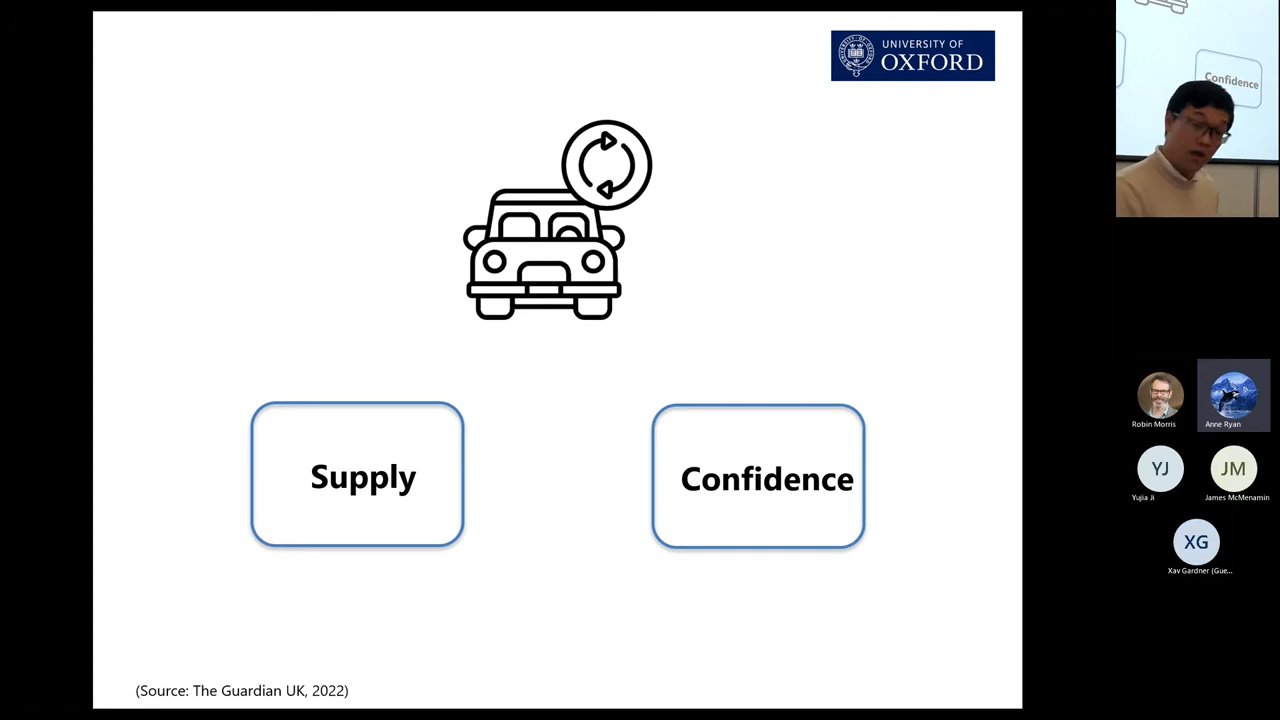 UNIVERSITY OF
OXFORD
Supply
Confidence
(Source: The Guardian UK, 2022)
Confidence
Robin Morris
Anne Ryan
YJ
Yujia Ji
JM
James McMenamin
XG
Xav Gardner (Gue...